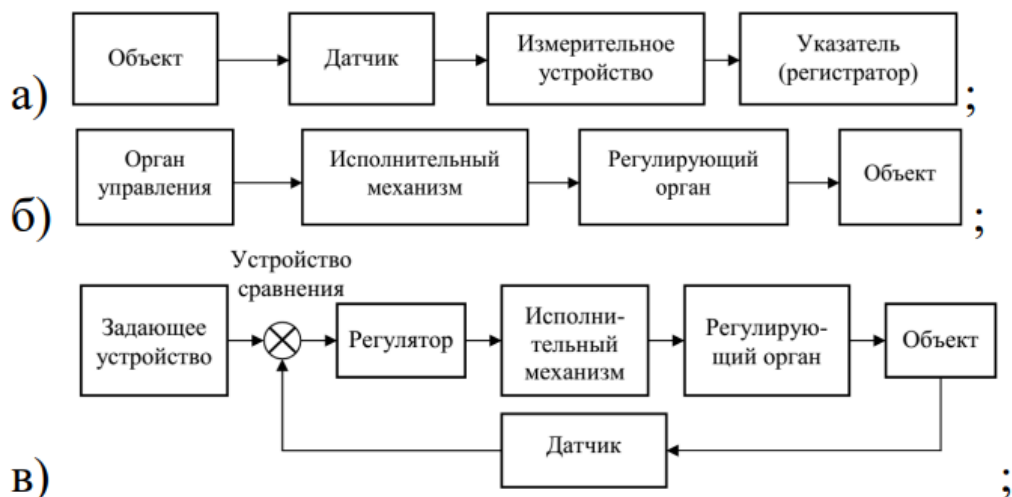 а)
Объект
Датчик
Измерительное
устройство
Указатель
(регистратор)
;
б)
Орган
управления
Исполнительный
механизм
Регулирующий
орган
Объект
;
в)
Задающее
устройство
Устройство
сравнения
Регулятор
Исполни-
тельный
механизм
Регулирую-
щий орган
Объект
Датчик
;